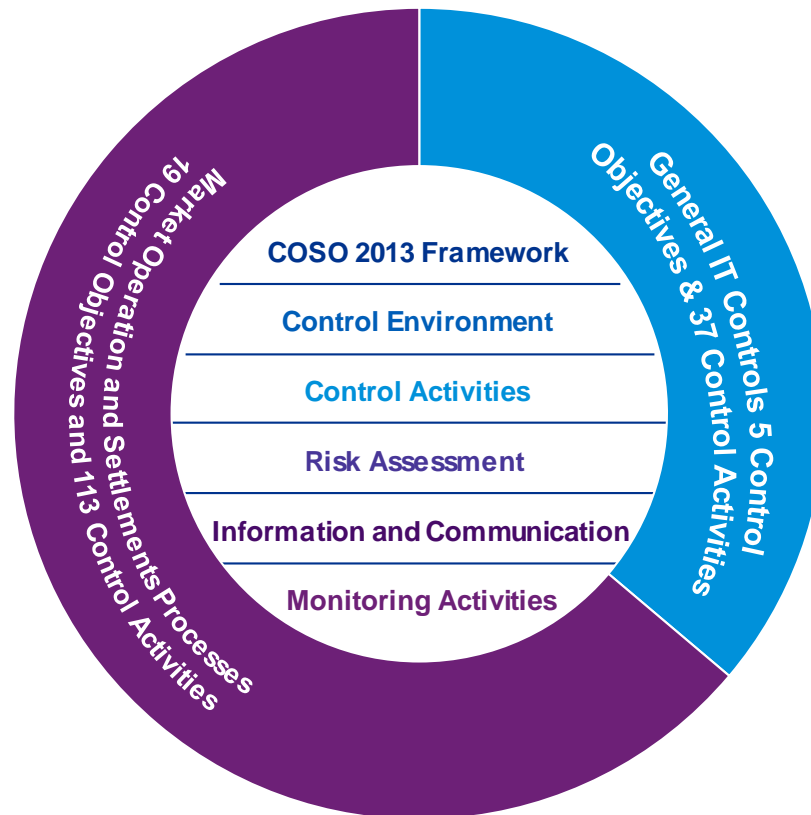 Market Operation and Settlements Processes
19 Control Objectives and 113 Control Activities
COSO 2013 Framework
Control Environment
Control Activities
Risk Assessment
Information and Communication
Monitoring Activities
General IT Controls 5 Control
Objectives & 37 Control Activities